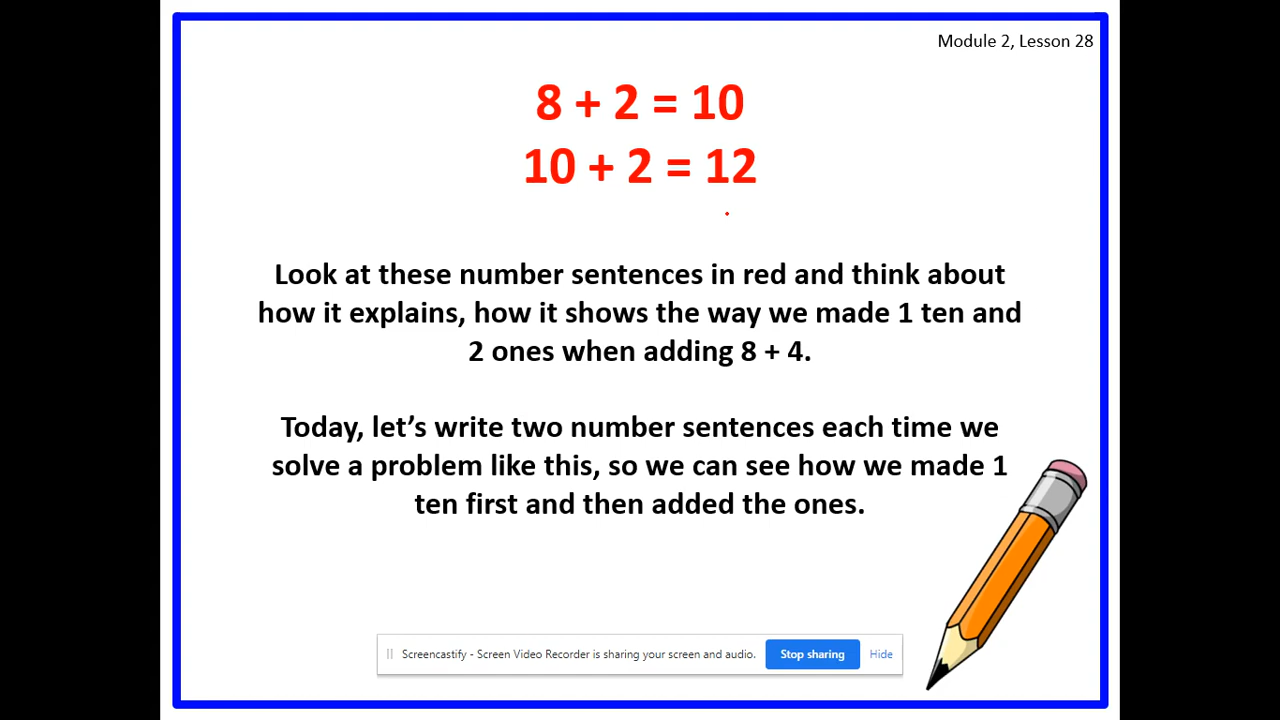 Module 2, Lesson 28
8 + 2 = 10
10 + 2 = 12
Look at these number sentences in red and think about
how it explains, how it shows the way we made 1 ten and
2 ones when adding 8 + 4.
Today, let’s write two number sentences each time we
solve a problem like this, so we can see how we made 1
ten first and then added the ones.
Screencastify - Screen Video Recorder is sharing your screen and audio. Stop sharing Hide